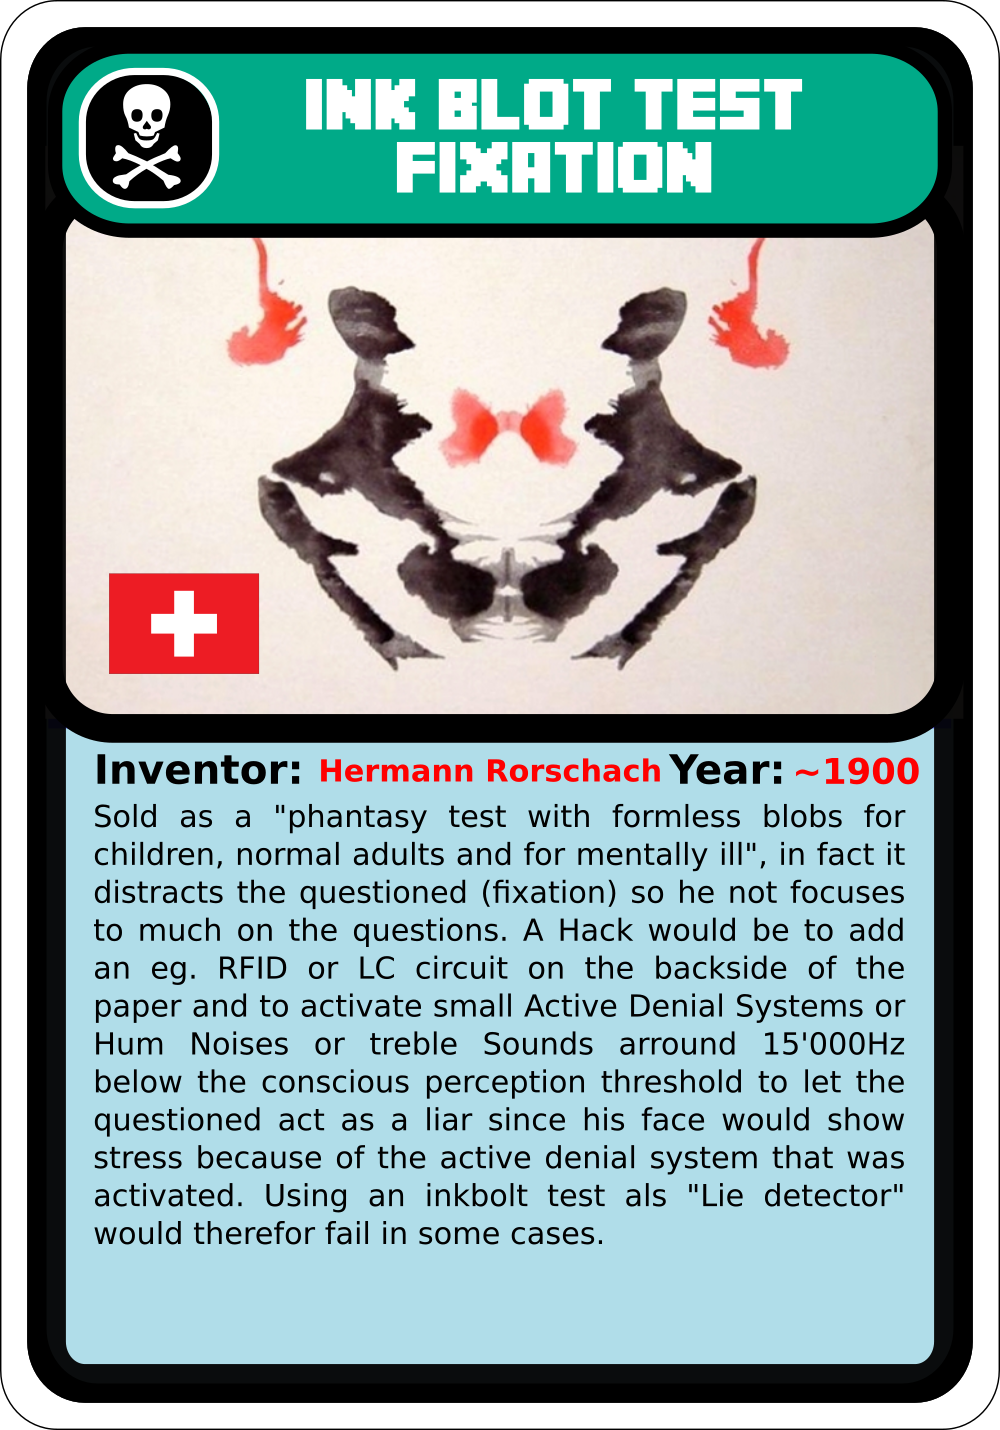 INK BLOT TEST
FIXATION
Inventor: Hermann Rorschach Year: ~1900
Sold as a "phantasy test with formless blobs for
children, normal adults and for mentally ill", in fact it
distracts the questioned (fixation) so he not focuses
to much on the questions. A Hack would be to add
an eg. RFID or LC circuit on the backside of the
paper and to activate small Active Denial Systems or
Hum Noises or treble Sounds arround 15'000Hz
below the conscious perception threshold to let the
questioned act as a liar since his face would show
stress because of the active denial system that was
activated. Using an inkbolt test als "Lie detector"
would therefor fail in some cases.